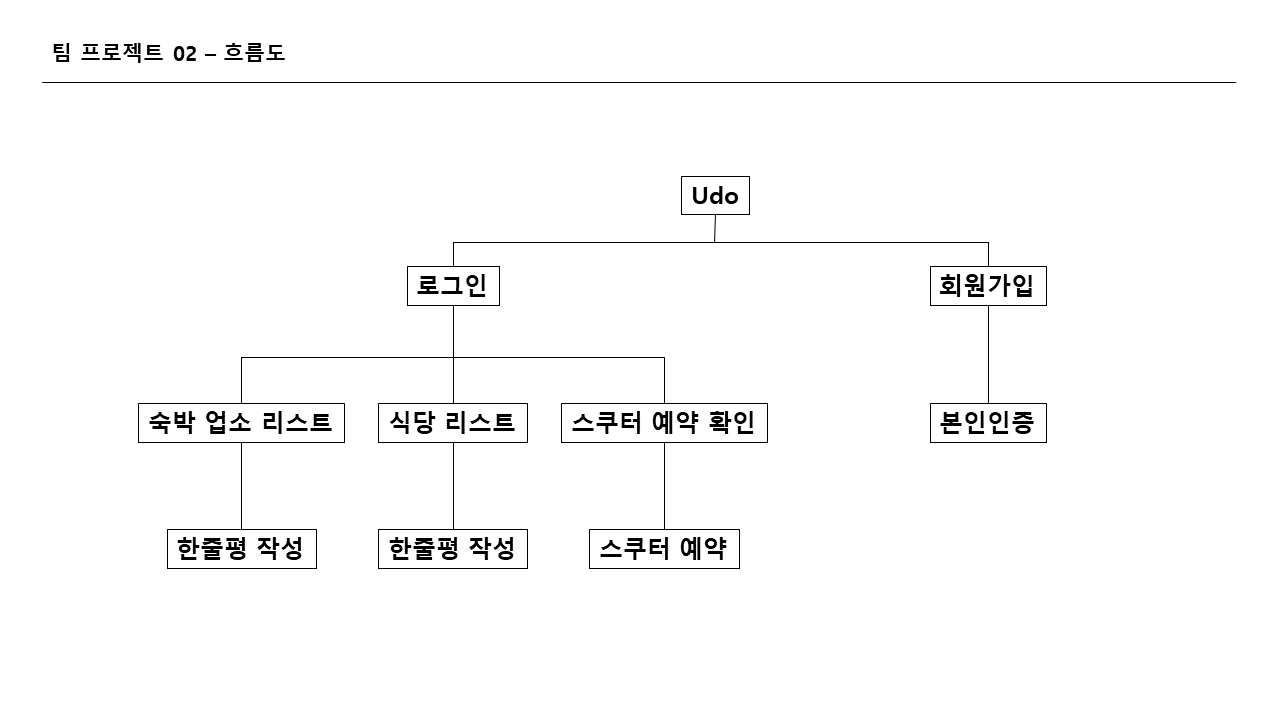 팀 프로젝트 02 – 흐름도
Udo
로그인
회원가입
숙박 업소 리스트
식당 리스트
스쿠터 예약 확인
본인인증
한줄평 작성
한줄평 작성
스쿠터 예약